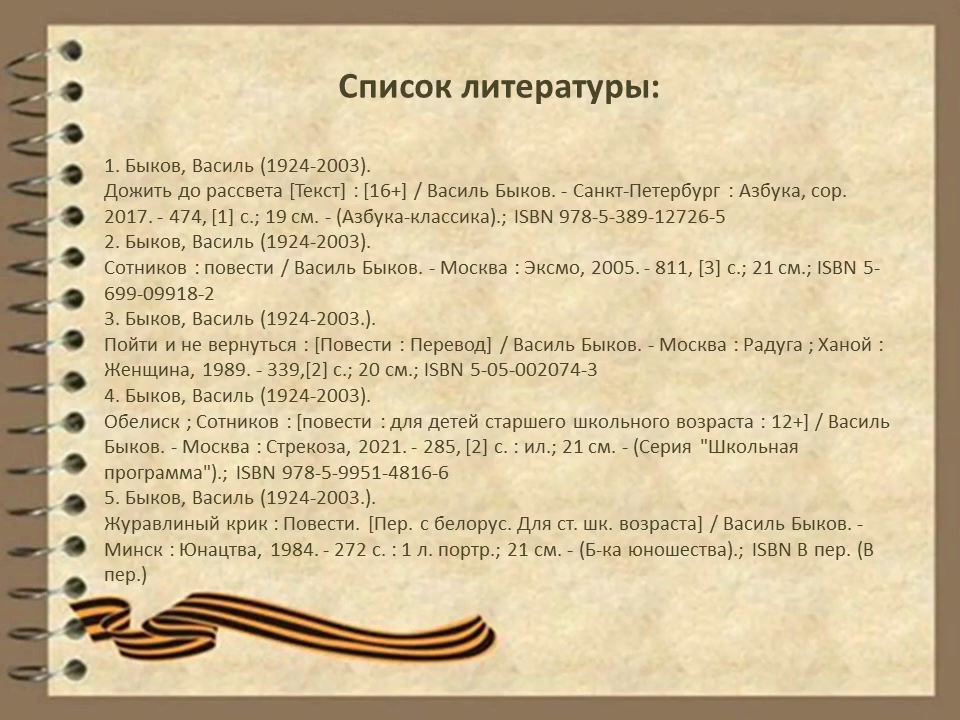 Список литературы:
1. Быков, Василь (1924-2003).
Дожить до рассвета [Текст] : [16+] / Василь Быков. - Санкт-Петербург : Азбука, сор.
2017. - 474, [1] с.; 19 см. - (Азбука-классика).; ISBN 978-5-389-12726-5
2. Быков, Василь (1924-2003).
Сотников : повести / Василь Быков. - Москва : Эксмо, 2005. - 811, [3] с.; 21 см.; ISBN 5-
699-09918-2
3. Быков, Василь (1924-2003.).
Пойти и не вернуться : [Повести : Перевод] / Василь Быков. - Москва : Радуга ; Ханой :
Женщина, 1989. - 339,[2] с.; 20 см.; ISBN 5-05-002074-3
4. Быков, Василь (1924-2003).
Обелиск ; Сотников : [повести : для детей старшего школьного возраста : 12+] / Василь
Быков. - Москва : Стрекоза, 2021. - 285, [2] с. : ил.; 21 см. - (Серия "Школьная
программа").; ISBN 978-5-9951-4816-6
5. Быков, Василь (1924-2003.).
Журавлиный крик : Повести. [Пер. с белорус. Для ст. шк. возраста] / Василь Быков. -
Минск : Юнацтва, 1984. - 272 с. : 1 л. портр.; 21 см. - (Б-ка юношества).; ISBN В пер. (В
пер.)